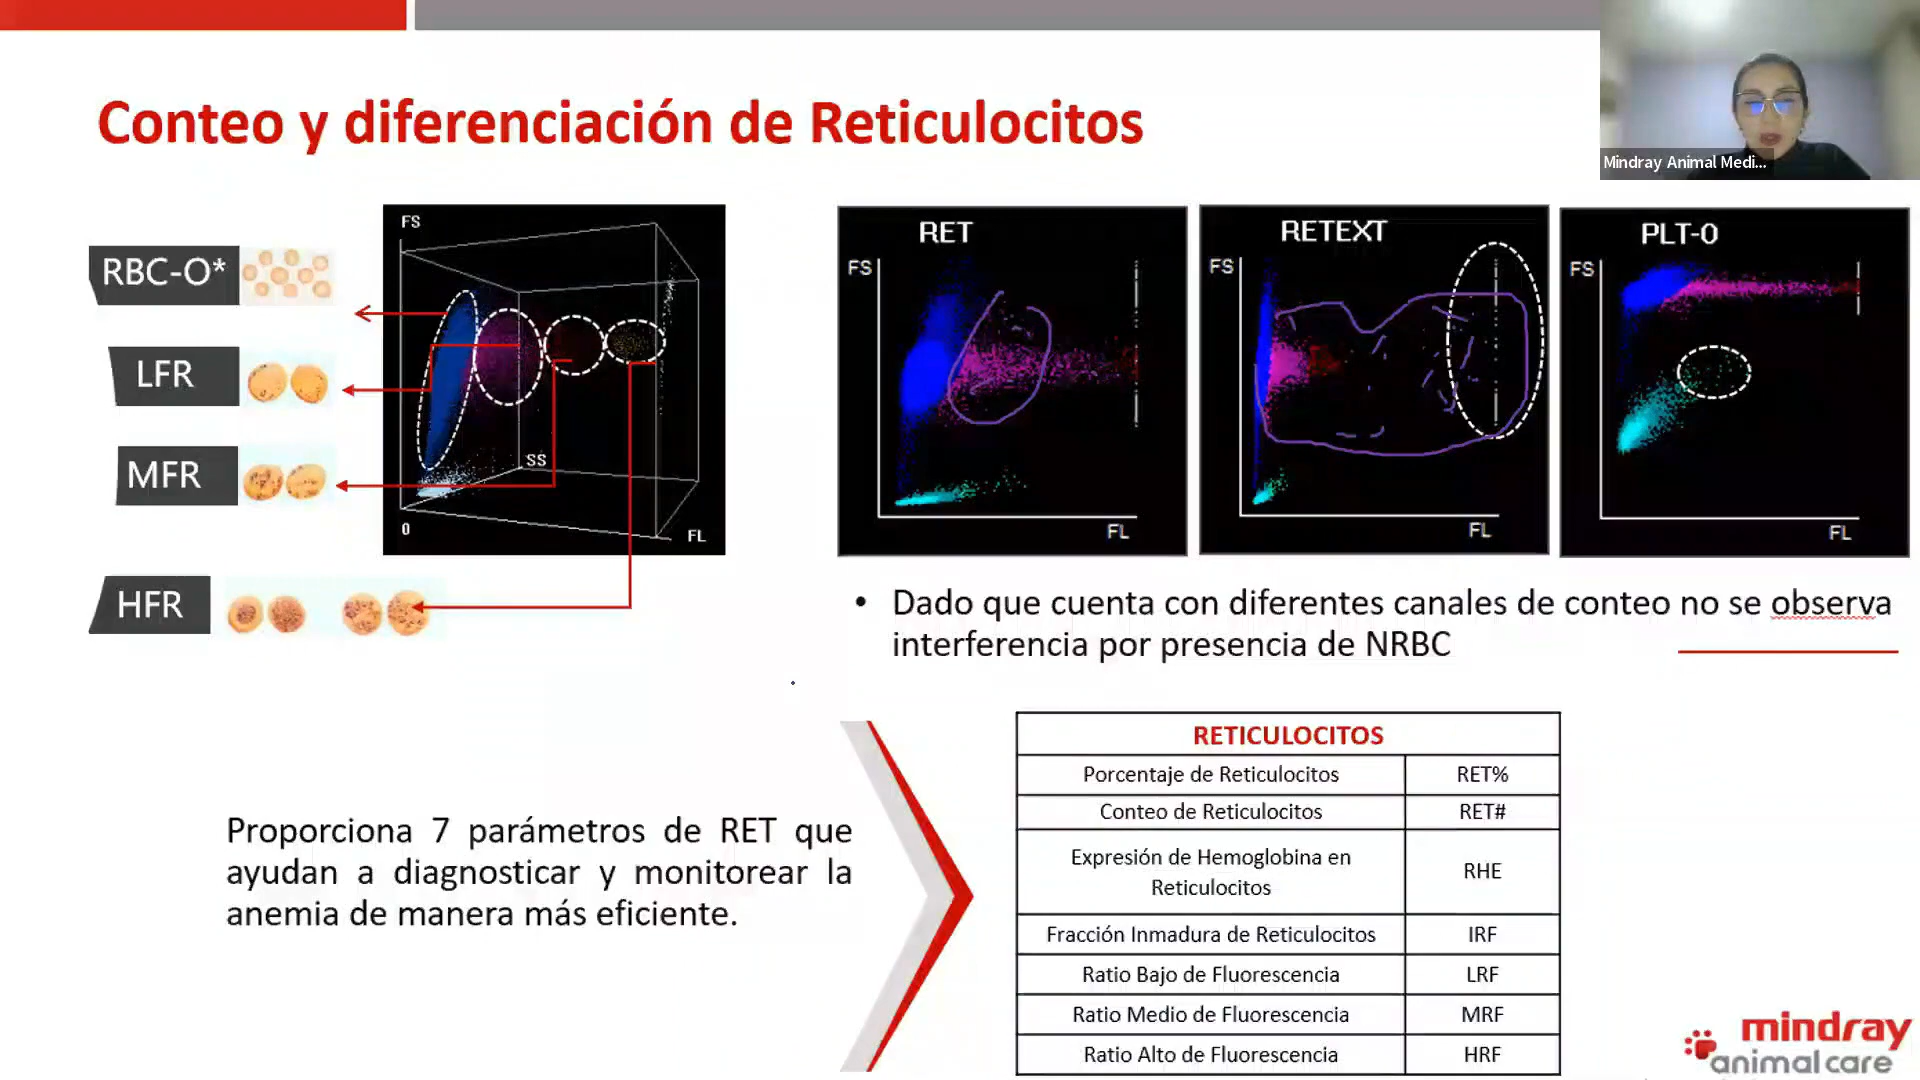 Mindray Animal Medi...
Conteo y diferenciación de Reticulocitos
RBC-O*
LFR
MFR
HFR
FS
SS
0
FL
RET
FS
FL
RETEXT
FS
FL
PLT-O
FS
FL
• Dado que cuenta con diferentes canales de conteo no se observa
interferencia por presencia de NRBC
Proporciona 7 parámetros de RET que
ayudan a diagnosticar y monitorear la
anemia de manera más eficiente.
RETICULOCITOS
Porcentaje de Reticulocitos RET%
Conteo de Reticulocitos RET#
Expresión de Hemoglobina en
Reticulocitos RHE
Fracción Inmadura de Reticulocitos IRF
Ratio Bajo de Fluorescencia LRF
Ratio Medio de Fluorescencia MRF
Ratio Alto de Fluorescencia HRF
mindray
animal care